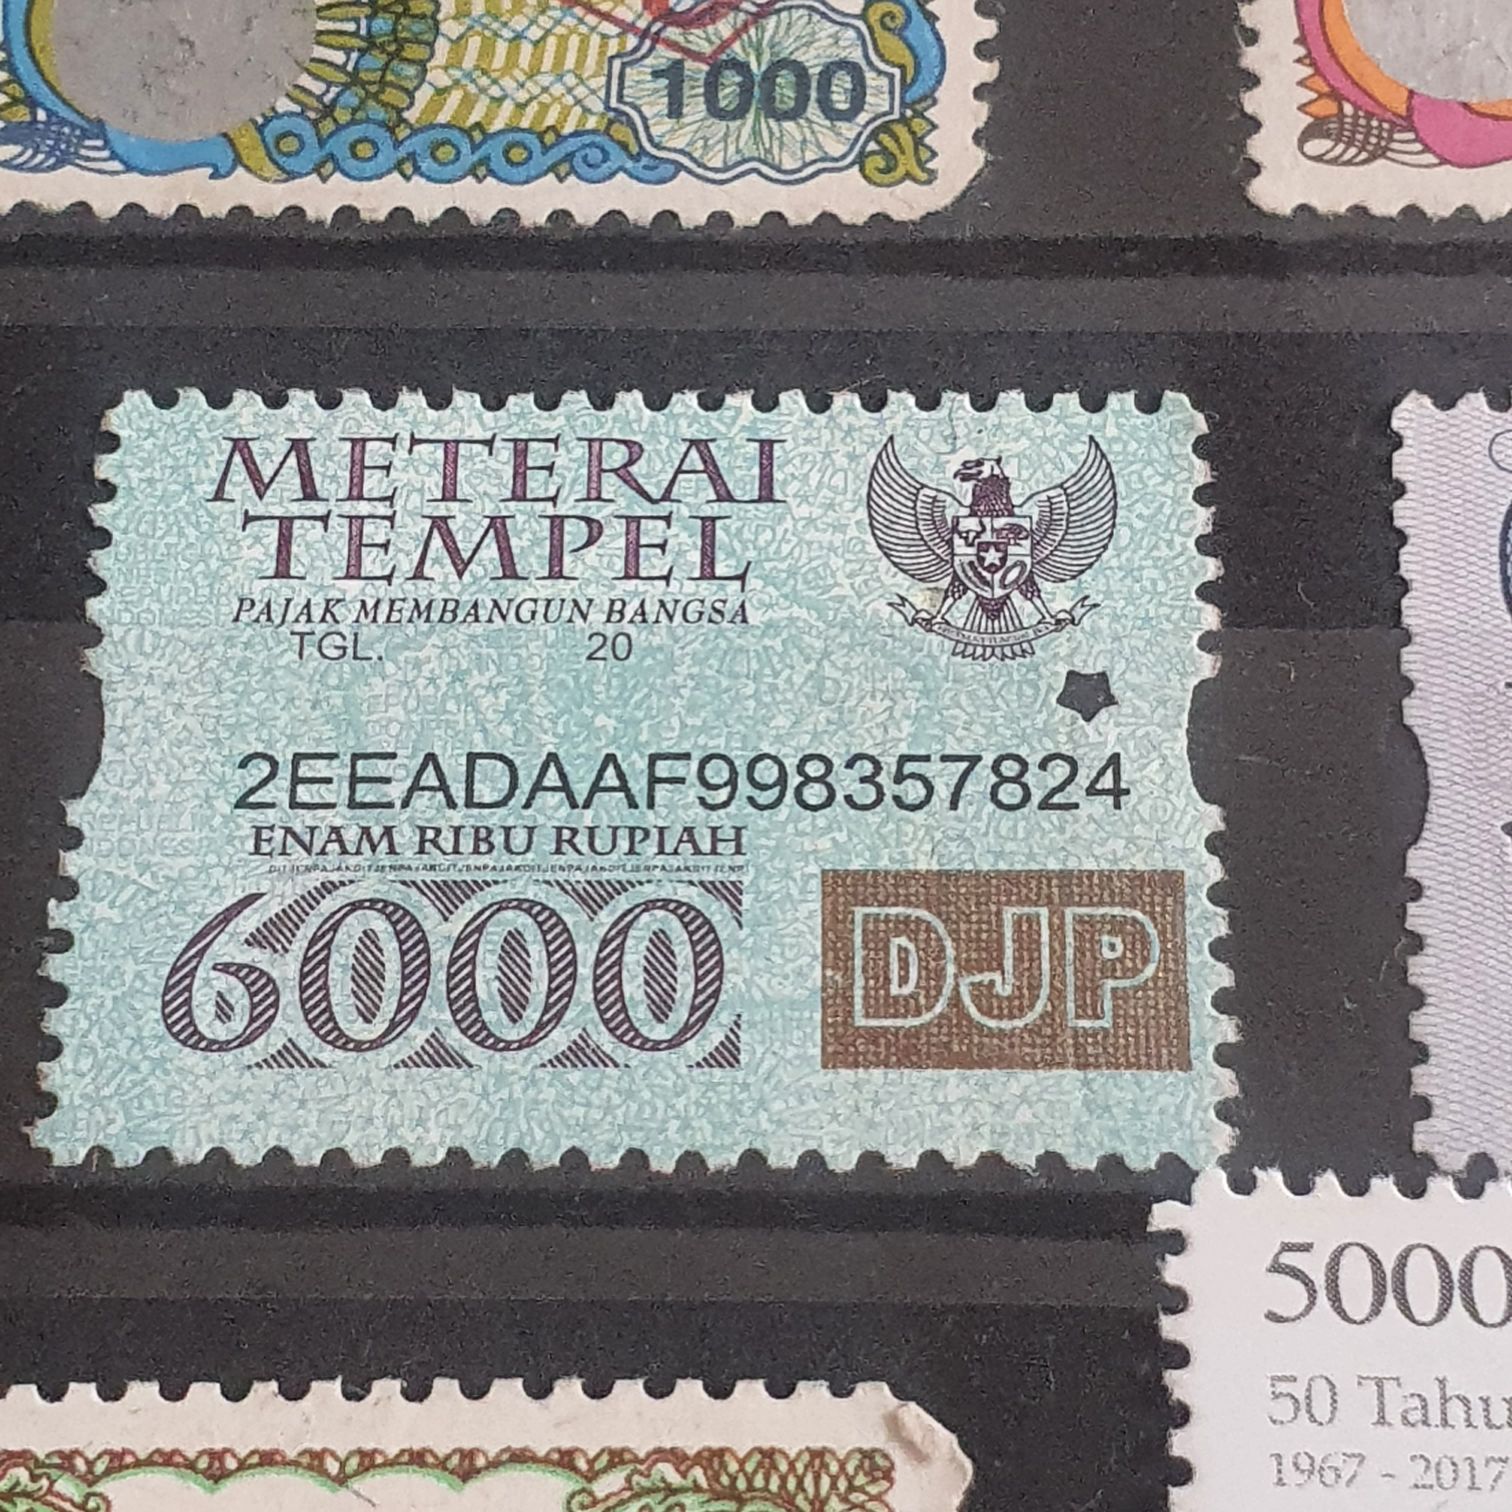 1000
METERAI
TEMPEL
PAJAK MEMBANGUN BANGSA
TGL. 20
2EEADAAF998357824
ENAM RIBU RUPIAH
6000
DJP
5000
50 Tahu
1967 - 2017